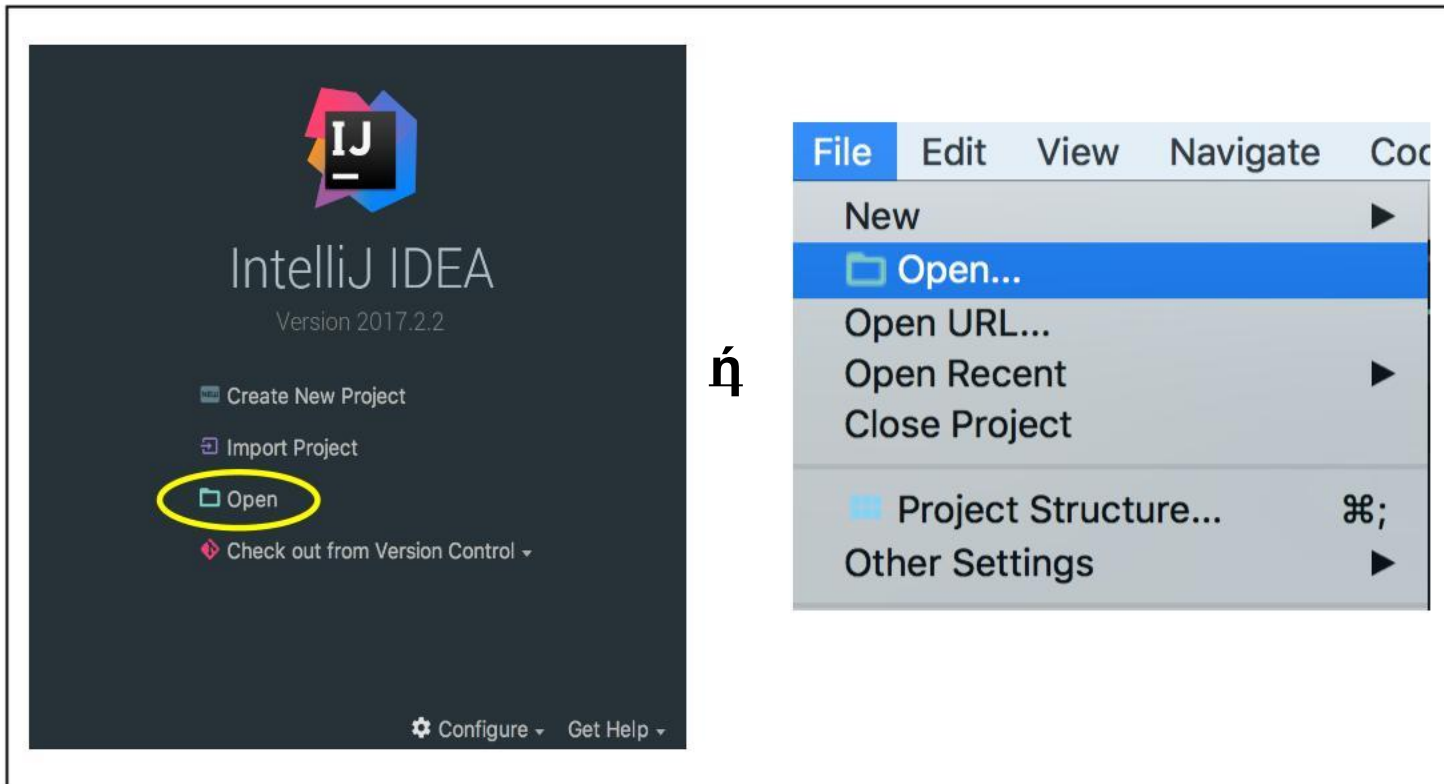 IJ
IntelliJ IDEA
Version 2017.2.2
Create New Project
Import Project
Open
Check out from Version Control
Configure Get Help
ή
File Edit View Navigate
New
Open...
Open URL...
Open Recent
Close Project
Project Structure... ⌘;
Other Settings